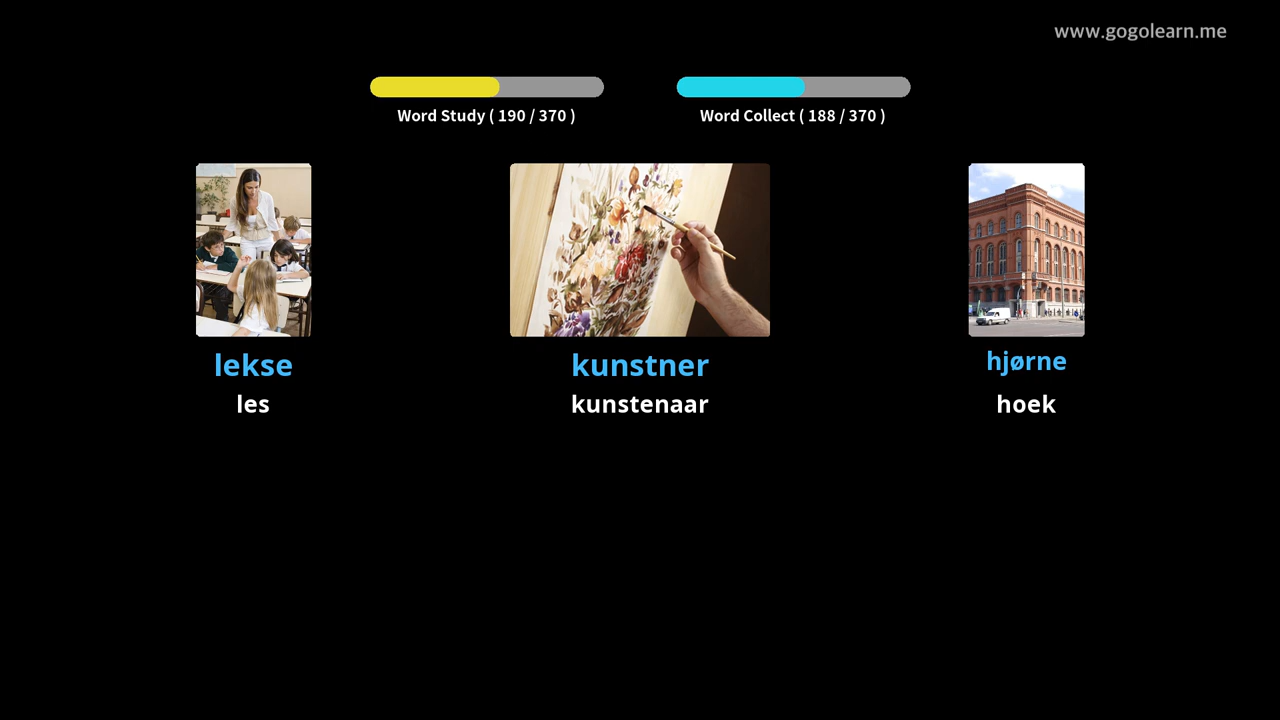 www.gogolearn.me
Word Study ( 190 / 370 )
Word Collect ( 188 / 370 )
lekse
kunstner
hjørne
les
kunstenaar
hoek